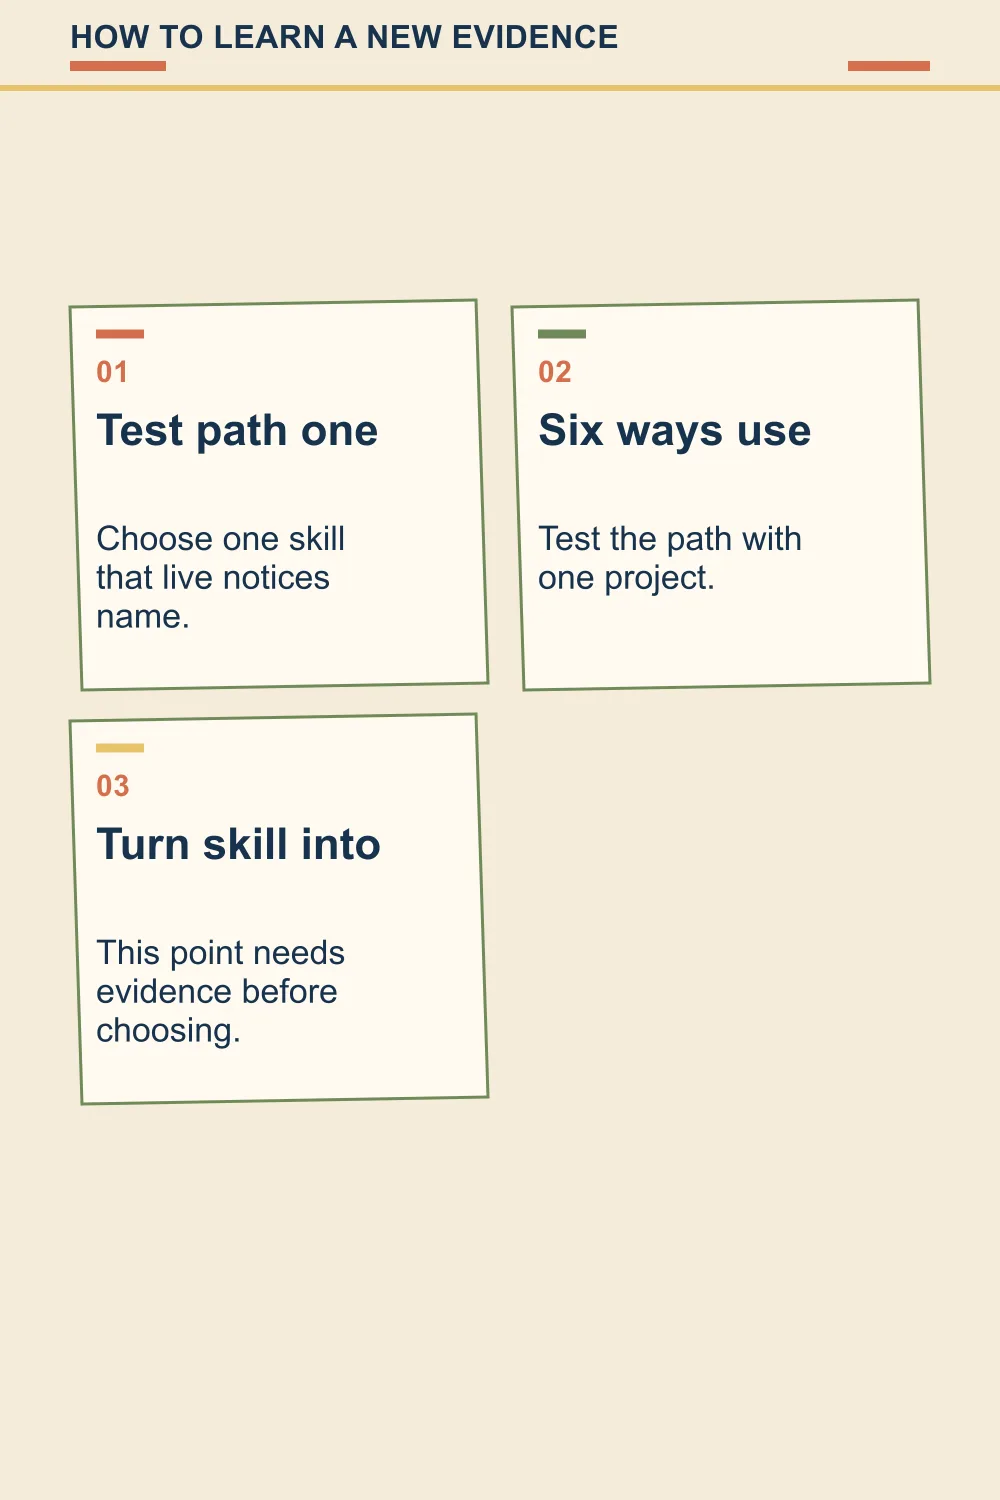 HOW TO LEARN A NEW EVIDENCE
01
Test path one
Choose one skill
that live notices
name.
02
Six ways use
Test the path with
one project.
03
Turn skill into
This point needs
evidence before
choosing.